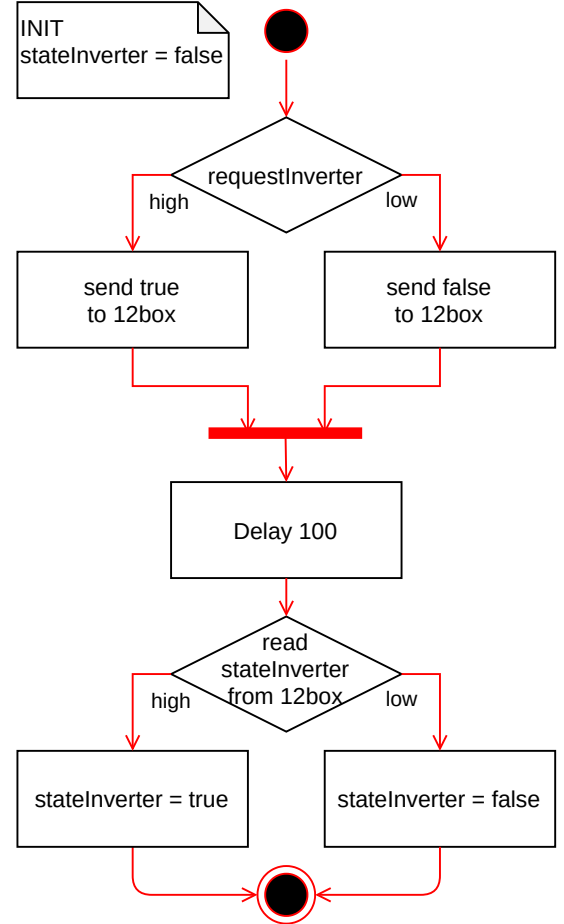 INIT
stateInverter = false
requestInverter
high
low
send true
to 12box
send false
to 12box
Delay 100
read
stateInverter
from 12box
high
low
stateInverter = true
stateInverter = false